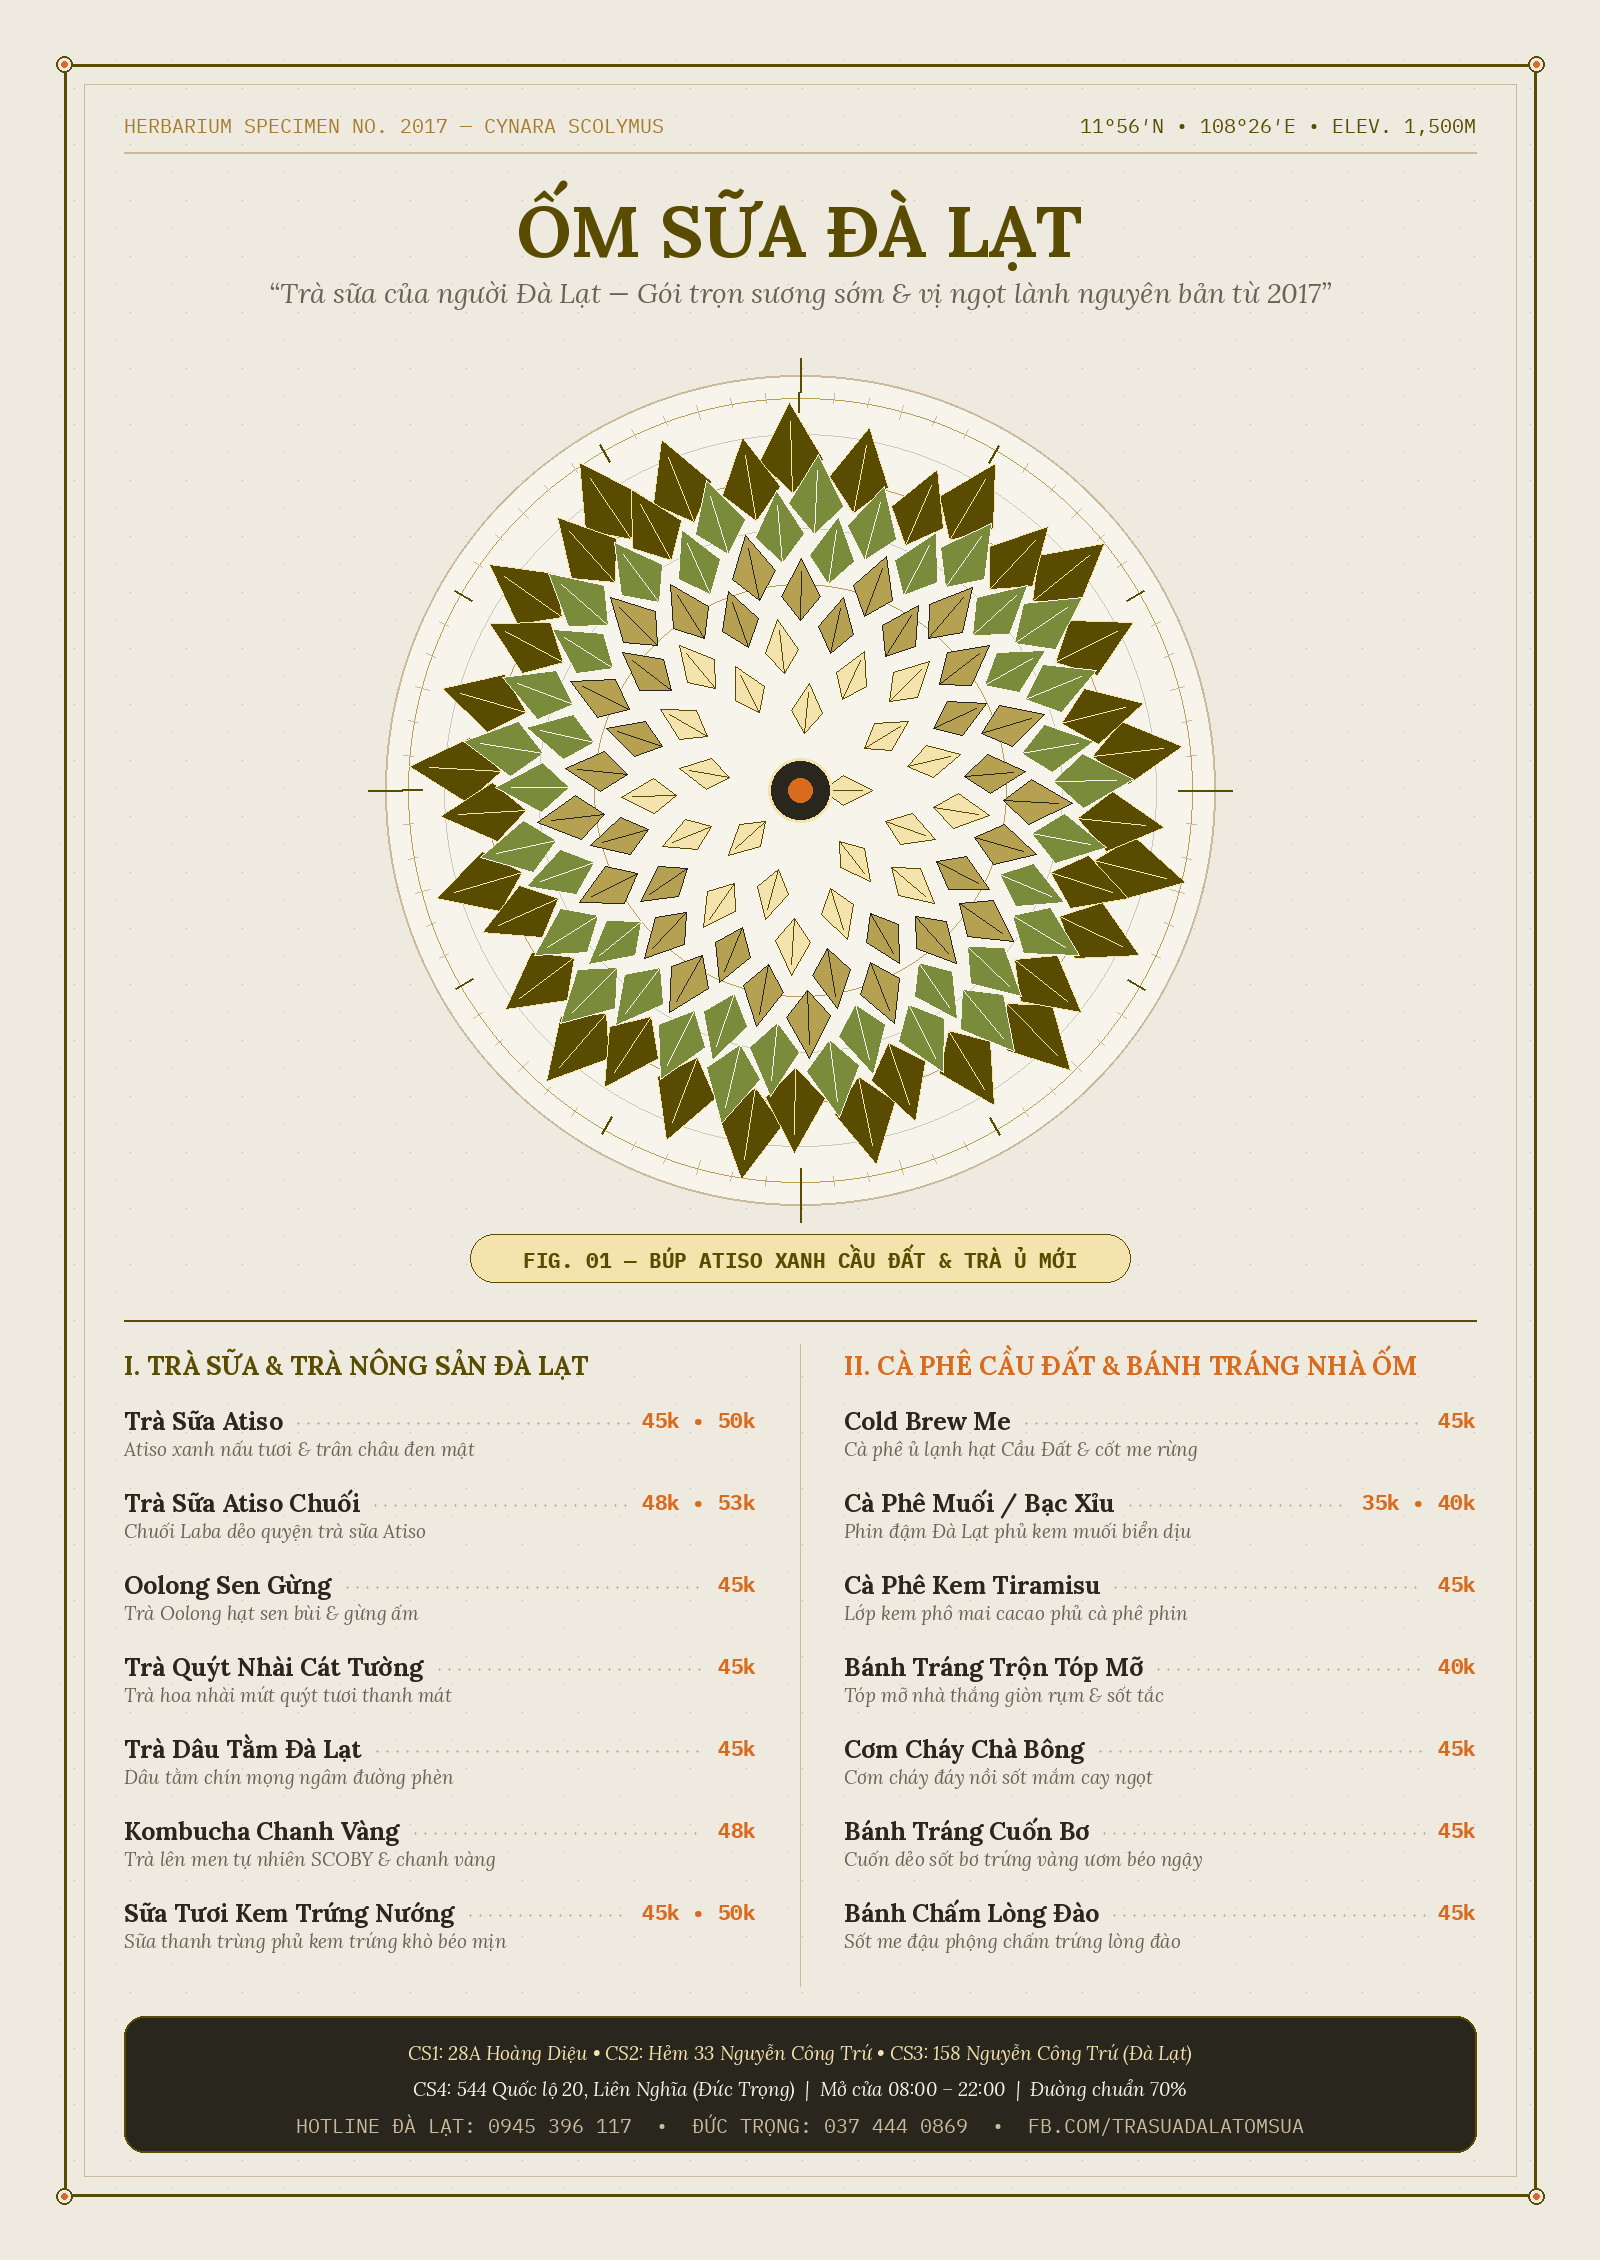 HERBARIUM SPECIMEN NO. 2017 — CYNARA SCOLYMUS
11°56′N • 108°26′E • ELEV. 1,500M
ỐM SỮA ĐÀ LẠT
“Trà sữa của người Đà Lạt — Gói trọn sương sớm & vị ngọt lành nguyên bản từ 2017”
FIG. 01 — BÚP ATISO XANH CẦU ĐẤT & TRÀ Ủ MỚI
I. TRÀ SỮA & TRÀ NÔNG SẢN ĐÀ LẠT
Trà Sữa Atiso 45k • 50k
Atiso xanh nấu tươi & trân châu đen mật
Trà Sữa Atiso Chuối 48k • 53k
Chuối Laba dẻo quyện trà sữa Atiso
Oolong Sen Gừng 45k
Trà Oolong hạt sen bùi & gừng ấm
Trà Quýt Nhài Cát Tường 45k
Trà hoa nhài mứt quýt tươi thanh mát
Trà Dâu Tằm Đà Lạt 45k
Dâu tằm chín mọng ngâm đường phèn
Kombucha Chanh Vàng 48k
Trà lên men tự nhiên SCOBY & chanh vàng
Sữa Tươi Kem Trứng Nướng 45k • 50k
Sữa thanh trùng phủ kem trứng khò béo mịn
II. CÀ PHÊ CẦU ĐẤT & BÁNH TRÁNG NHÀ ỐM
Cold Brew Me 45k
Cà phê ủ lạnh hạt Cầu Đất & cốt me rừng
Cà Phê Muối / Bạc Xỉu 35k • 40k
Phin đậm Đà Lạt phủ kem muối biển dịu
Cà Phê Kem Tiramisu 45k
Lớp kem phô mai cacao phủ cà phê phin
Bánh Tráng Trộn Tóp Mỡ 40k
Tóp mỡ nhà thắng giòn rụm & sốt tắc
Cơm Cháy Chà Bông 45k
Cơm cháy đáy nồi sốt mắm cay ngọt
Bánh Tráng Cuốn Bơ 45k
Cuốn dẻo sốt bơ trứng vàng ươm béo ngậy
Bánh Chấm Lòng Đào 45k
Sốt me đậu phộng chấm trứng lòng đào
CS1: 28A Hoàng Diệu • CS2: Hẻm 33 Nguyễn Công Trứ • CS3: 158 Nguyễn Công Trứ (Đà Lạt)
CS4: 544 Quốc lộ 20, Liên Nghĩa (Đức Trọng) | Mở cửa 08:00 – 22:00 | Đường chuẩn 70%
HOTLINE ĐÀ LẠT: 0945 396 117 • ĐỨC TRỌNG: 037 444 0869 • FB.COM/TRASUADALATOMSUA